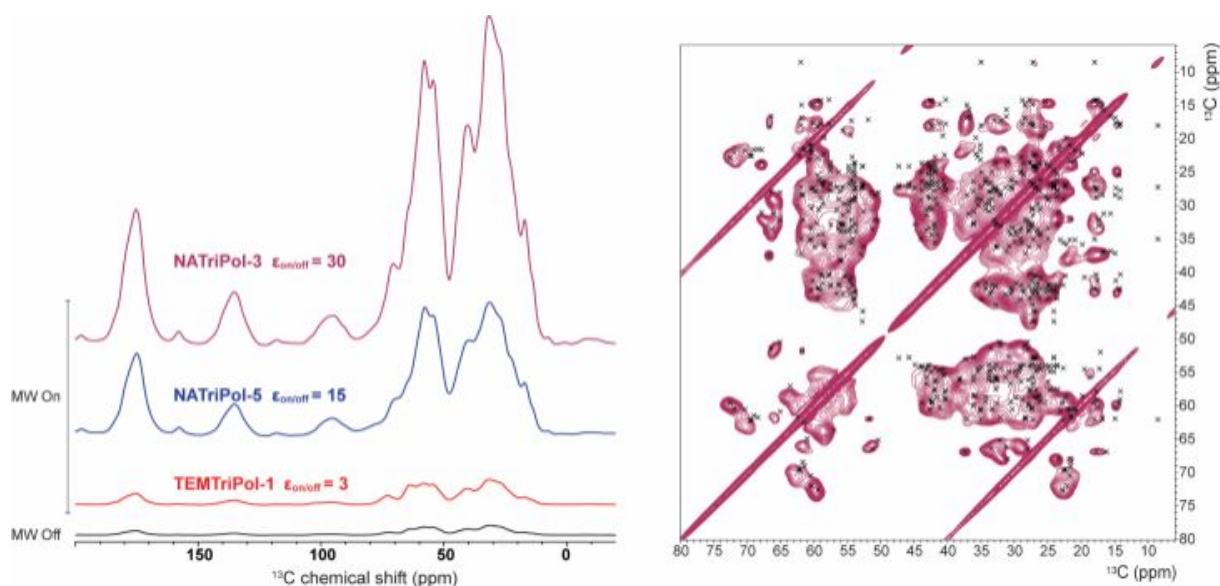 NATriPol-3 εon/off = 30
MW On
NATriPol-5 εon/off = 15
TEMTriPol-1 εon/off = 3
MW Off
150 100 50 0
¹³C chemical shift (ppm)
10
15
20
25
30
35
40
45
50
55
60
65
70
75
80
¹³C (ppm)
80 75 70 65 60 55 50 45 40 35 30 25 20 15 10
¹³C (ppm)